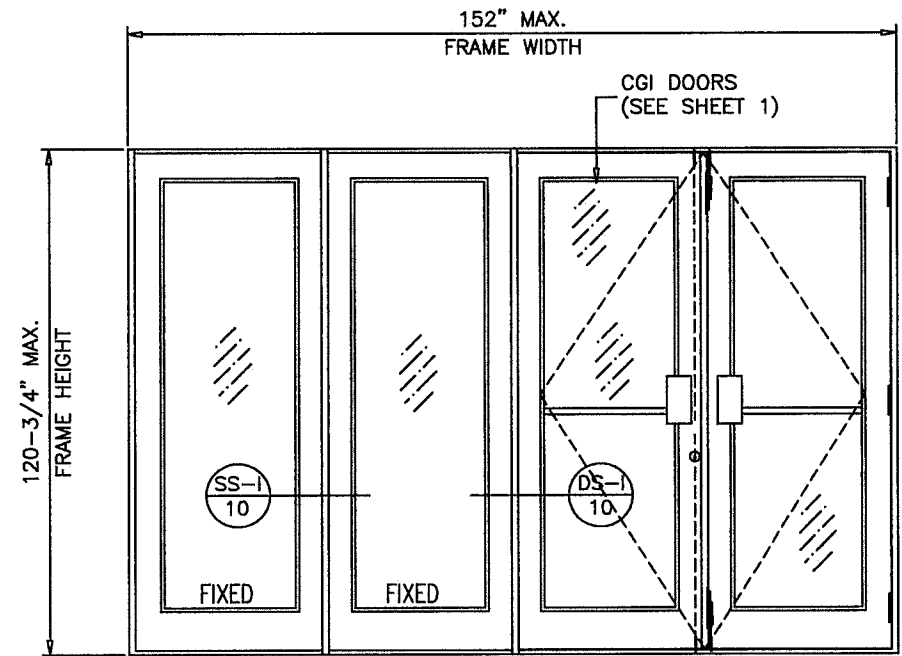 152" MAX.
FRAME WIDTH
CGI DOORS
(SEE SHEET 1)
120-3/4" MAX.
FRAME HEIGHT
SS-I
10
DS-I
10
FIXED
FIXED